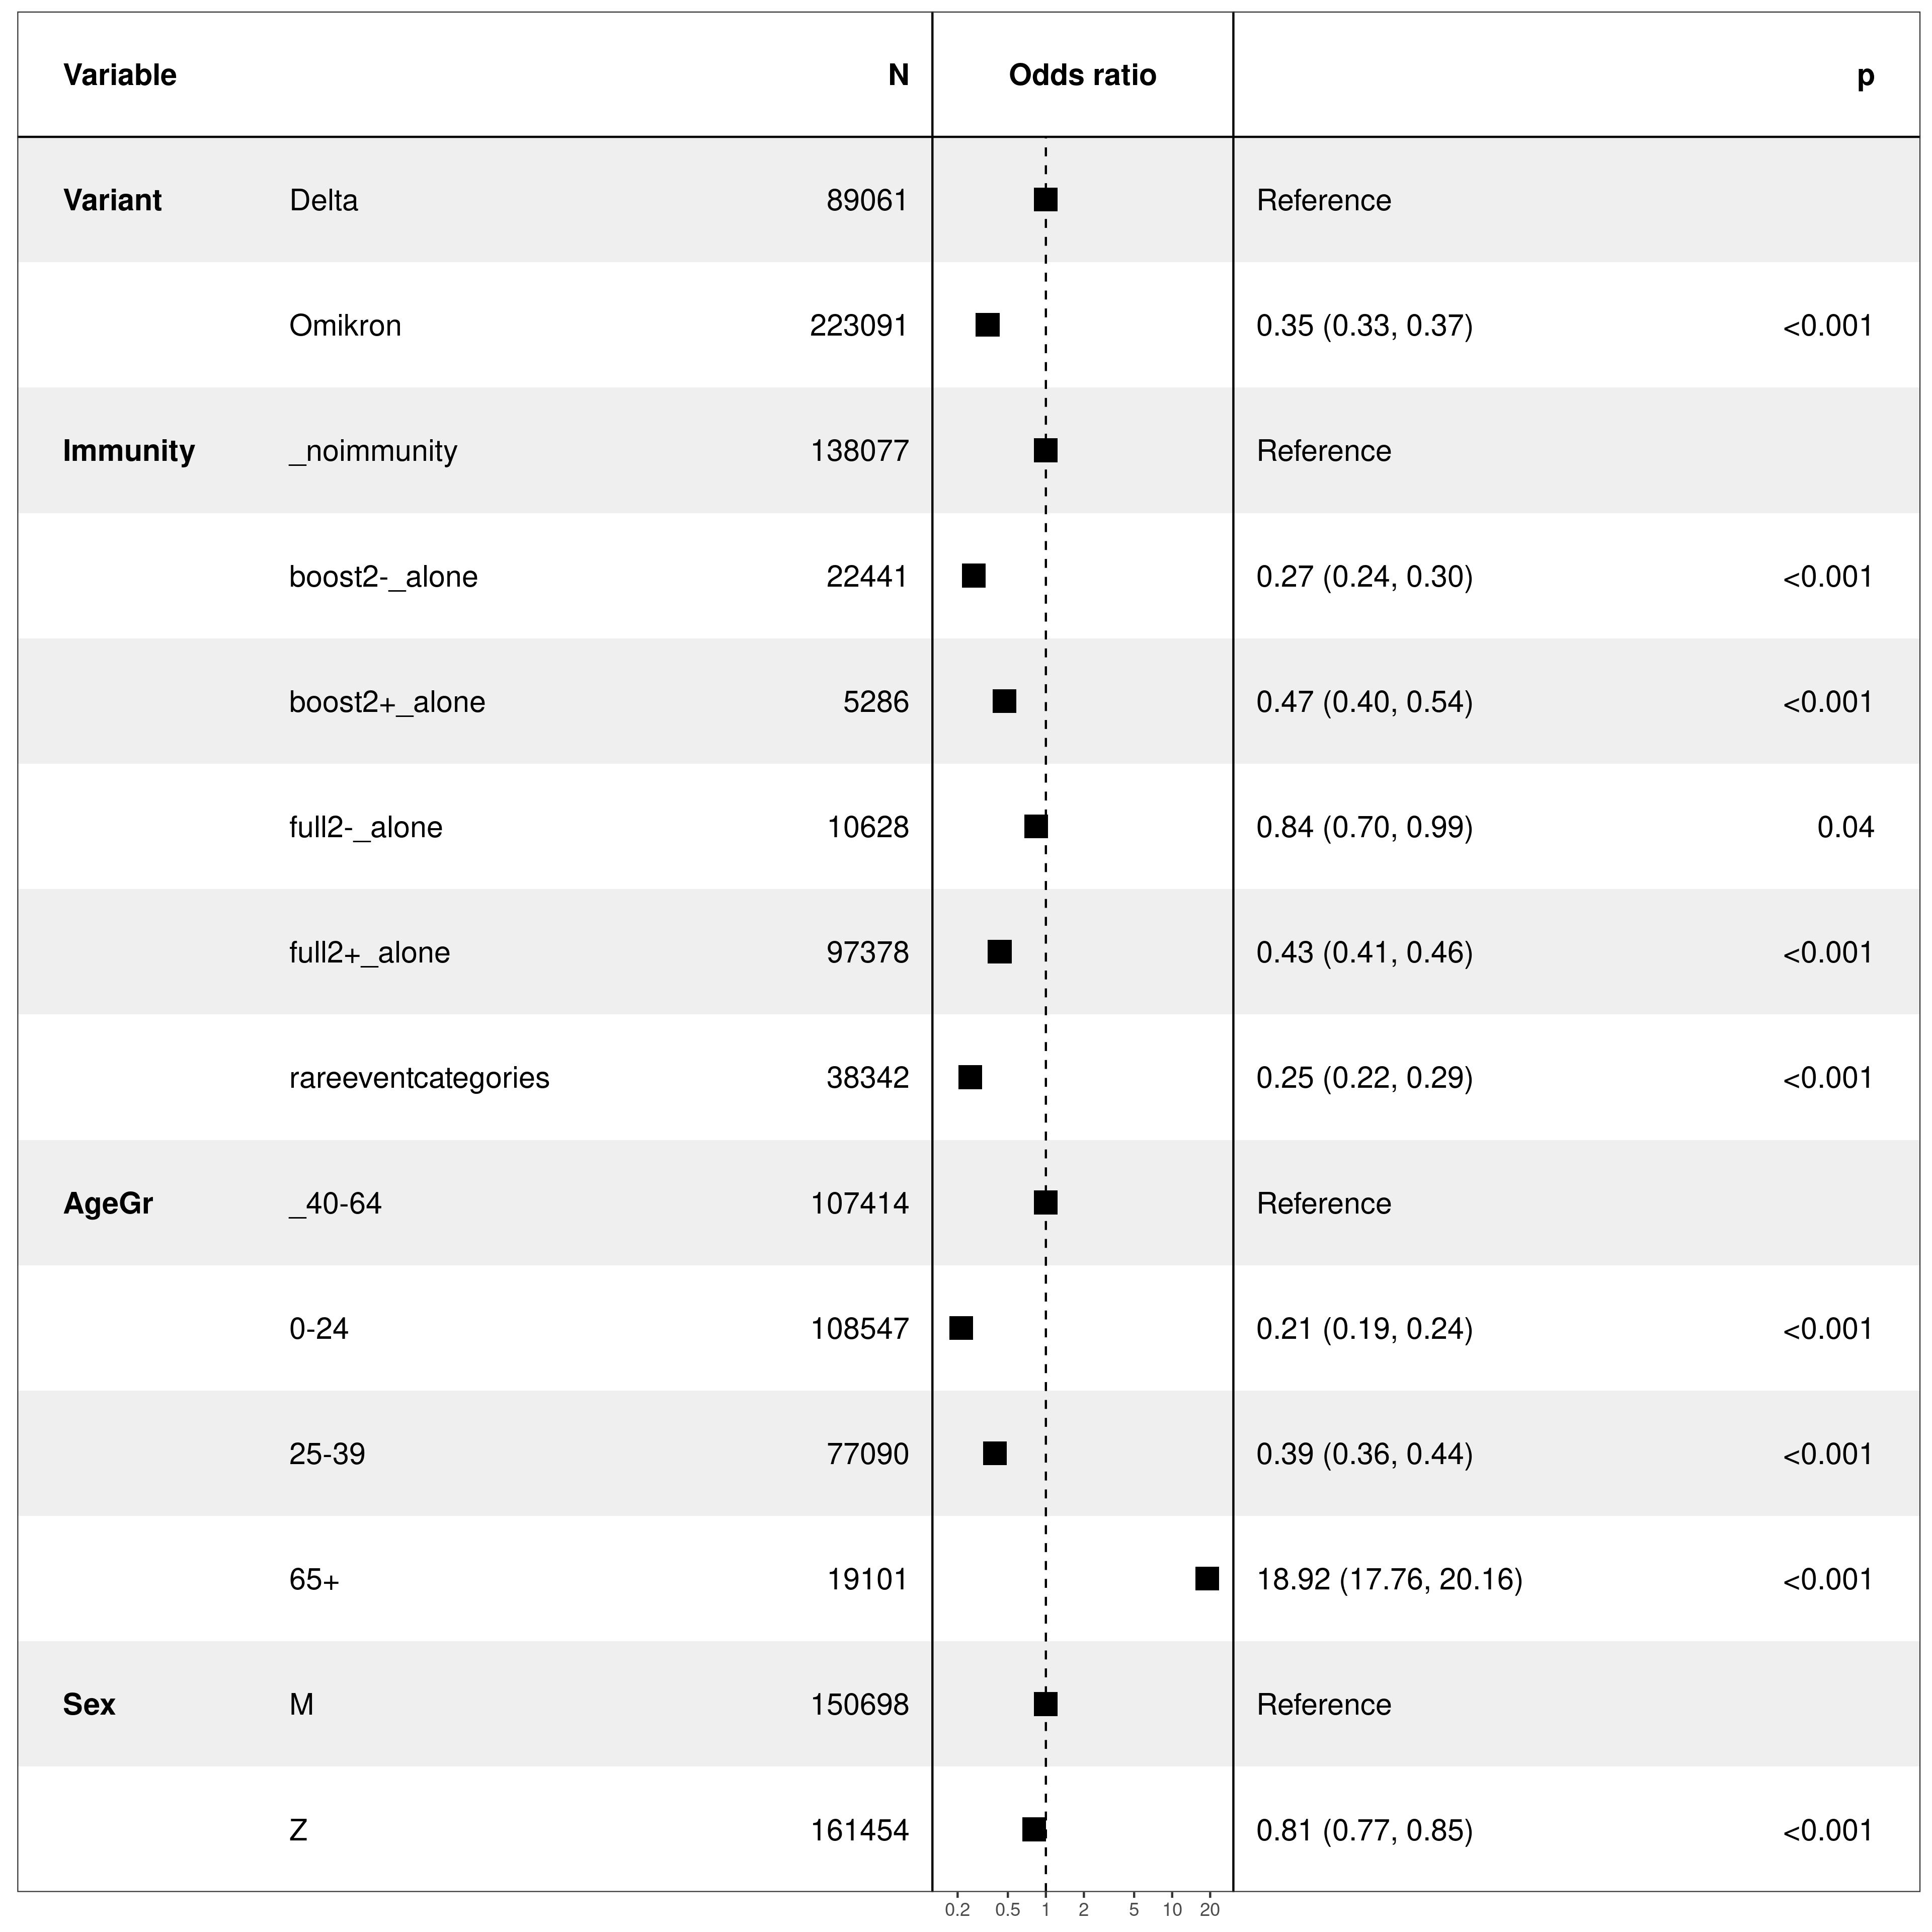 Variable N Odds ratio p
Variant Delta 89061 Reference
Omikron 223091 0.35 (0.33, 0.37) <0.001
Immunity _noimmunity 138077 Reference
boost2-_alone 22441 0.27 (0.24, 0.30) <0.001
boost2+_alone 5286 0.47 (0.40, 0.54) <0.001
full2-_alone 10628 0.84 (0.70, 0.99) 0.04
full2+_alone 97378 0.43 (0.41, 0.46) <0.001
rareeventcategories 38342 0.25 (0.22, 0.29) <0.001
AgeGr _40-64 107414 Reference
0-24 108547 0.21 (0.19, 0.24) <0.001
25-39 77090 0.39 (0.36, 0.44) <0.001
65+ 19101 18.92 (17.76, 20.16) <0.001
Sex M 150698 Reference
Z 161454 0.81 (0.77, 0.85) <0.001
0.2 0.5 1 2 5 10 20